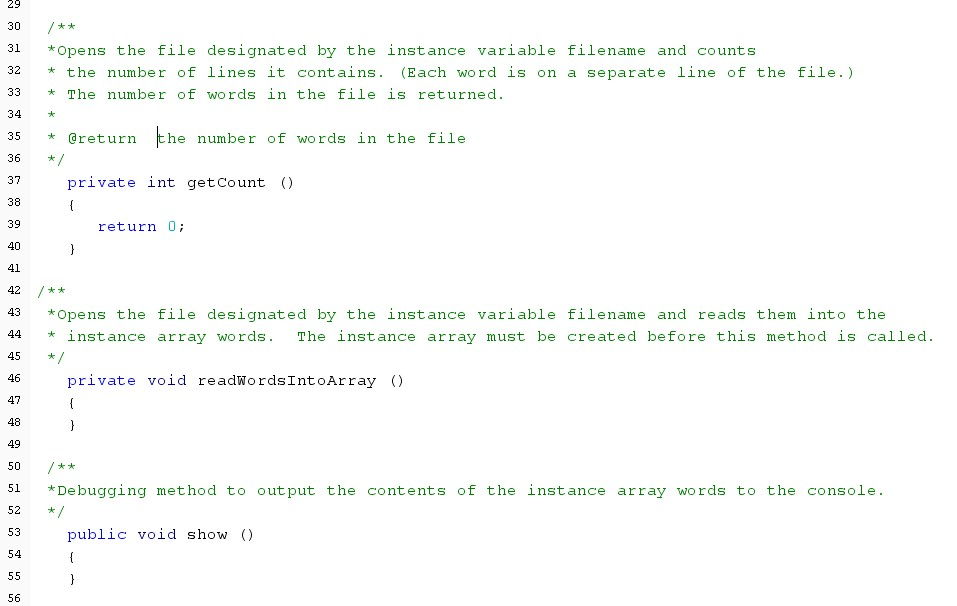 29
30 /**
31 *Opens the file designated by the instance variable filename and counts
32 * the number of lines it contains. (Each word is on a separate line of the file.)
33 * The number of words in the file is returned.
34 *
35 * @return  the number of words in the file
36 */
37 private int getCount ()
38 {
39 return 0;
40 }
41
42 /**
43 *Opens the file designated by the instance variable filename and reads them into the
44 * instance array words.  The instance array must be created before this method is called.
45 */
46 private void readWordsIntoArray ()
47 {
48 }
49
50 /**
51 *Debugging method to output the contents of the instance array words to the console.
52 */
53 public void show ()
54 {
55 }
56